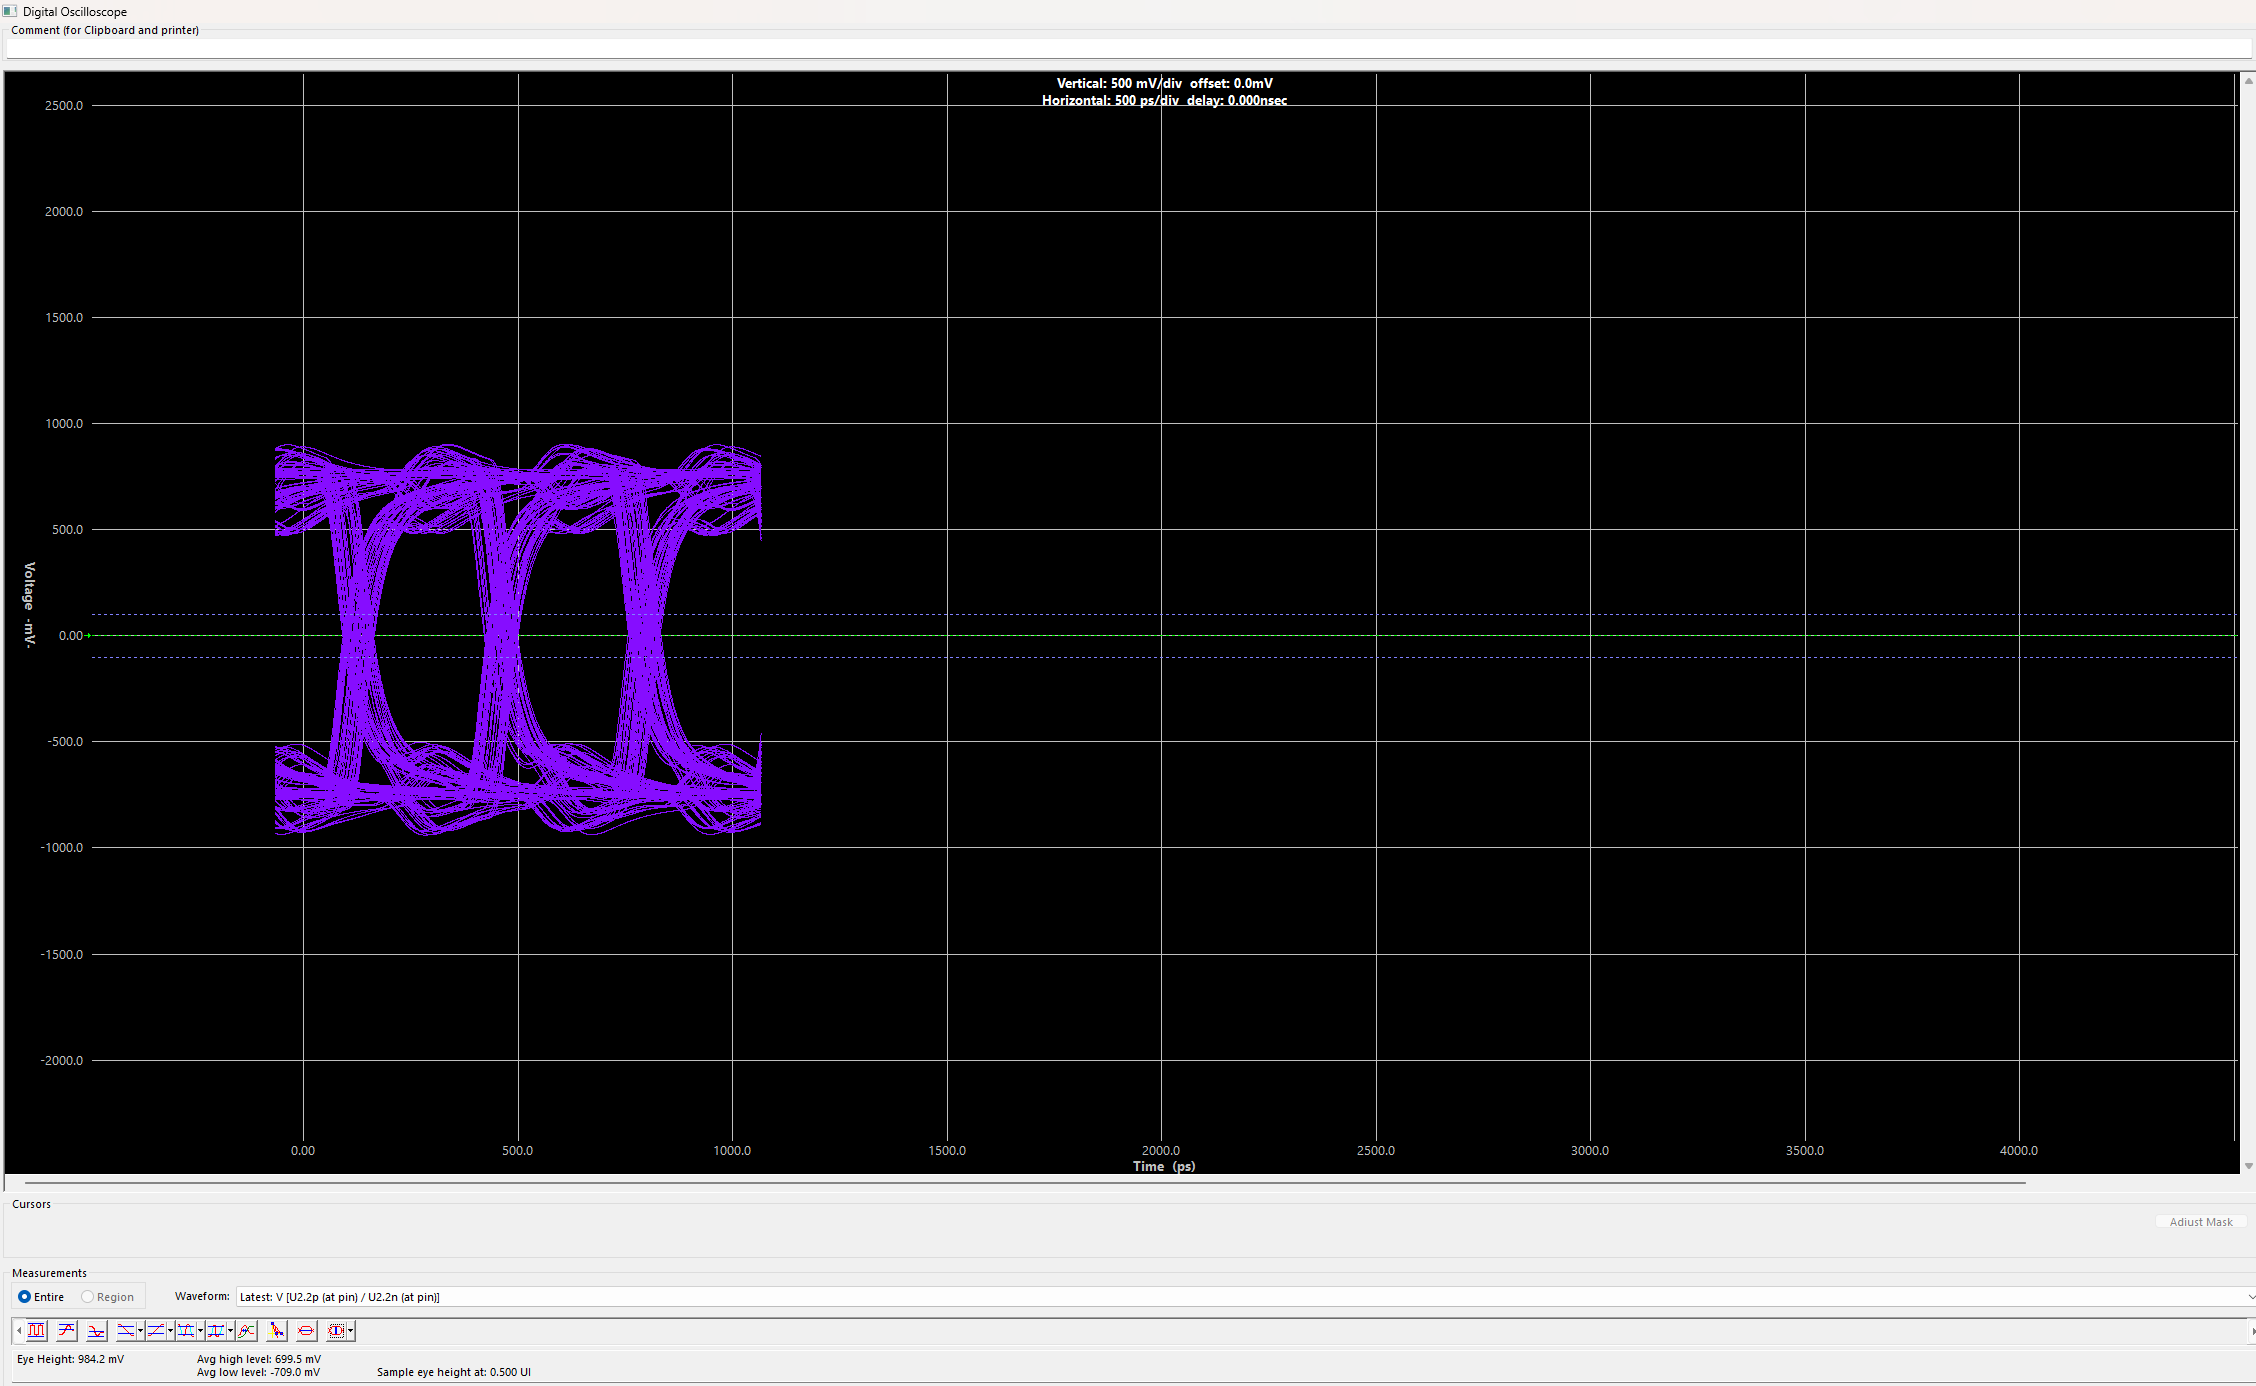 Digital Oscilloscope
Comment (for Clipboard and printer)
Vertical: 500 mV/div offset: 0.0mV
Horizontal: 500 ps/div delay: 0.000nsec
2500.0
2000.0
1500.0
1000.0
500.0
0.00
-500.0
-1000.0
-1500.0
-2000.0
Voltage -mV-
0.00 500.0 1000.0 1500.0 2000.0 2500.0 3000.0 3500.0 4000.0
Time (ps)
Cursors
Adjust Mask
Measurements
Entire Region Waveform: Latest: V [U2.2p (at pin) / U2.2n (at pin)]
Eye Height: 984.2 mV Avg high level: 699.5 mV
Avg low level: -709.0 mV Sample eye height at: 0.500 UI